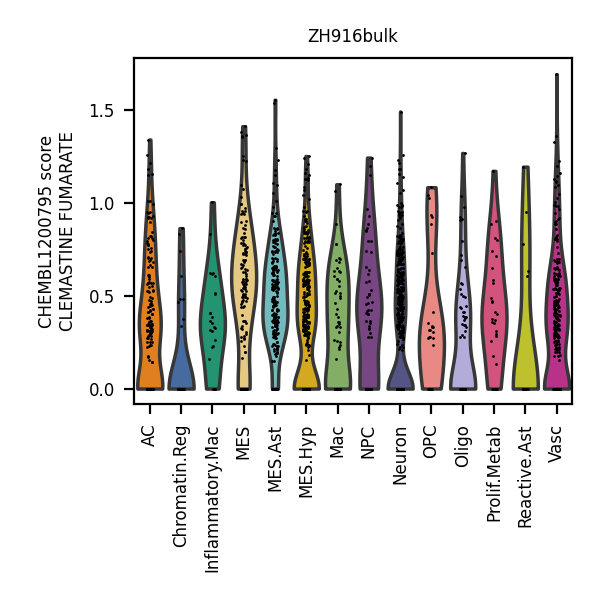 ZH916bulk
CHEMBL1200795 score
CLEMASTINE FUMARATE
1.5
1.0
0.5
0.0
AC
Chromatin.Reg
Inflammatory.Mac
MES
MES.Ast
MES.Hyp
Mac
NPC
Neuron
OPC
Oligo
Prolif.Metab
Reactive.Ast
Vasc